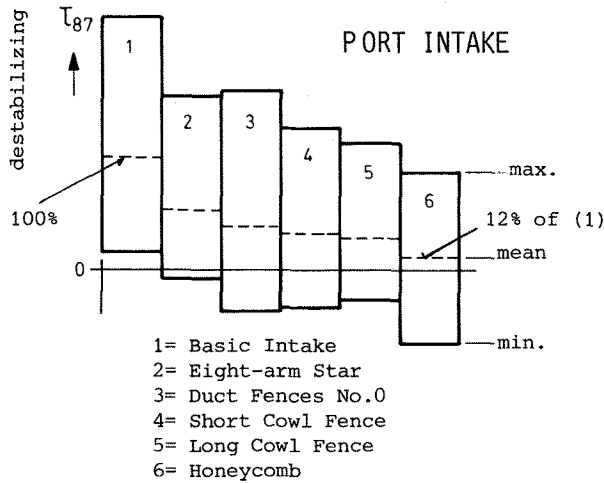 destabilizing
τ87
PORT INTAKE
1
2
3
4
5
6
max.
100%
12% of (1)
mean
0
min.
1= Basic Intake
2= Eight-arm Star
3= Duct Fences No.0
4= Short Cowl Fence
5= Long Cowl Fence
6= Honeycomb